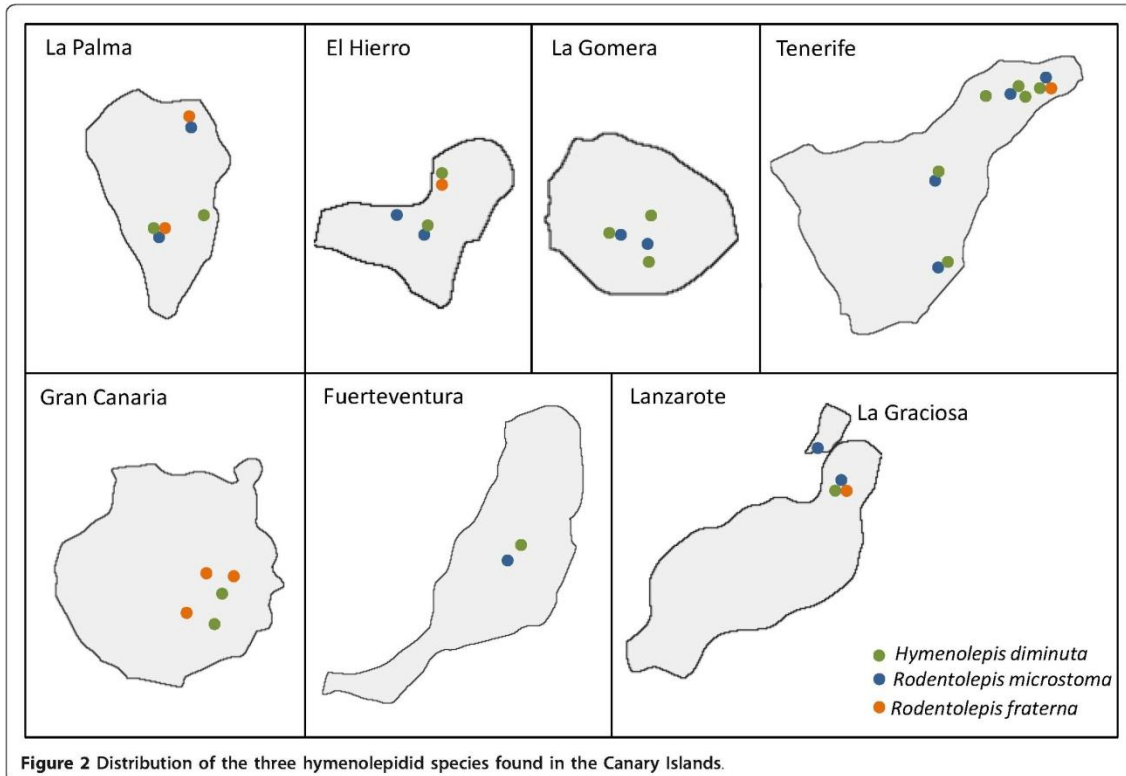 La Palma
El Hierro
La Gomera
Tenerife
Gran Canaria
Fuerteventura
Lanzarote
La Graciosa
Hymenolepis diminuta
Rodentolepis microstoma
Rodentolepis fraterna
Figure 2 Distribution of the three hymenolepidid species found in the Canary Islands.